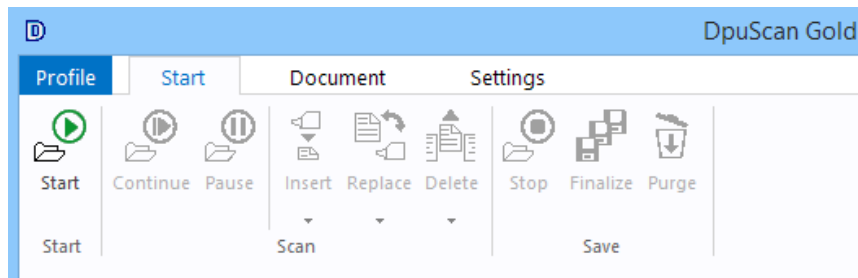 D
DpuScan Gold
Profile Start Document Settings
Start Continue Pause Insert Replace Delete Stop Finalize Purge
Start Scan Save